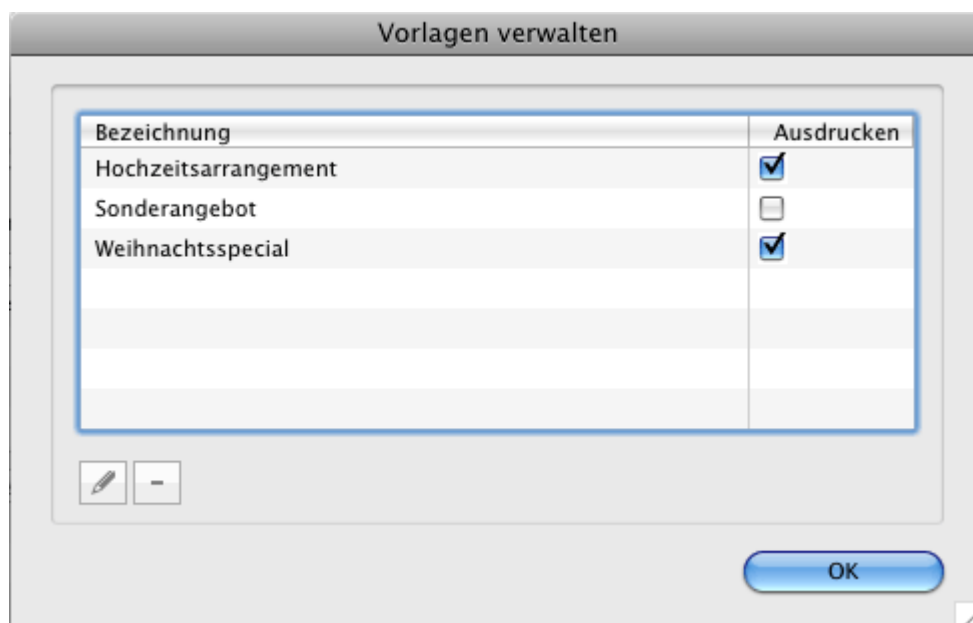 Vorlagen verwalten
Bezeichnung Ausdrucken
Hochzeitsarrangement
Sonderangebot
Weihnachtsspecial
OK